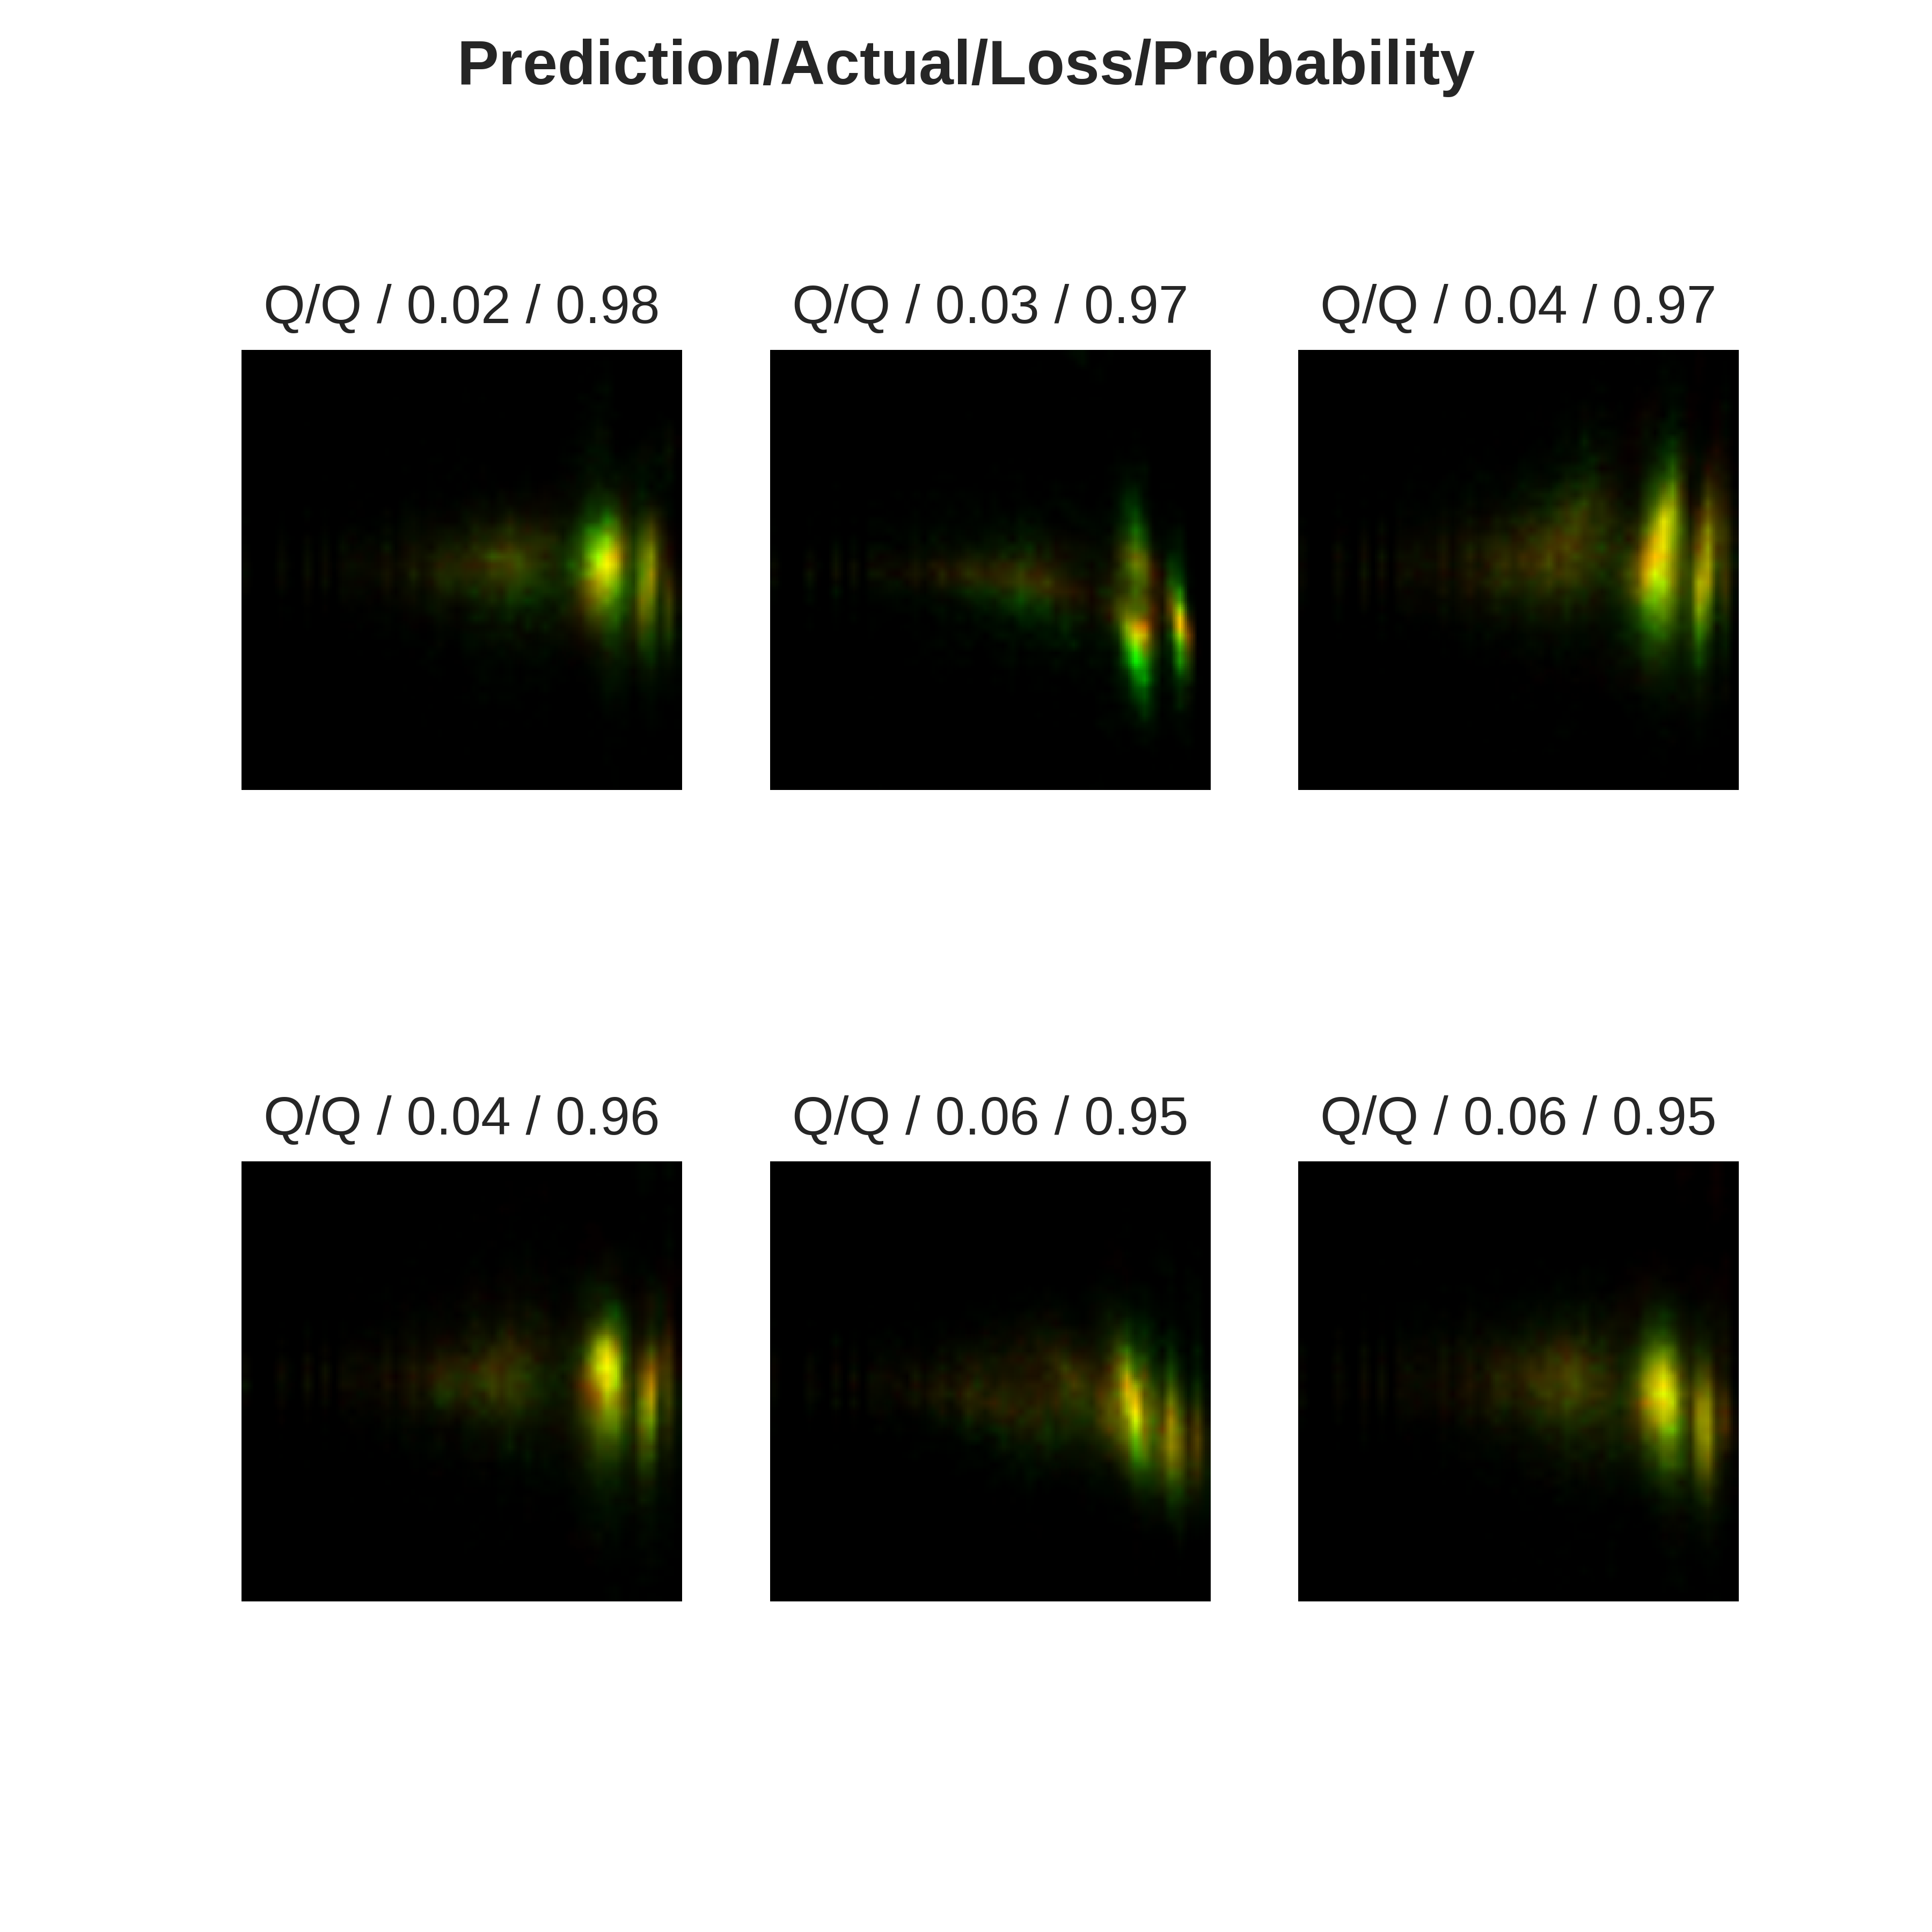 Prediction/Actual/Loss/Probability
Q/Q / 0.02 / 0.98
Q/Q / 0.03 / 0.97
Q/Q / 0.04 / 0.97
Q/Q / 0.04 / 0.96
Q/Q / 0.06 / 0.95
Q/Q / 0.06 / 0.95